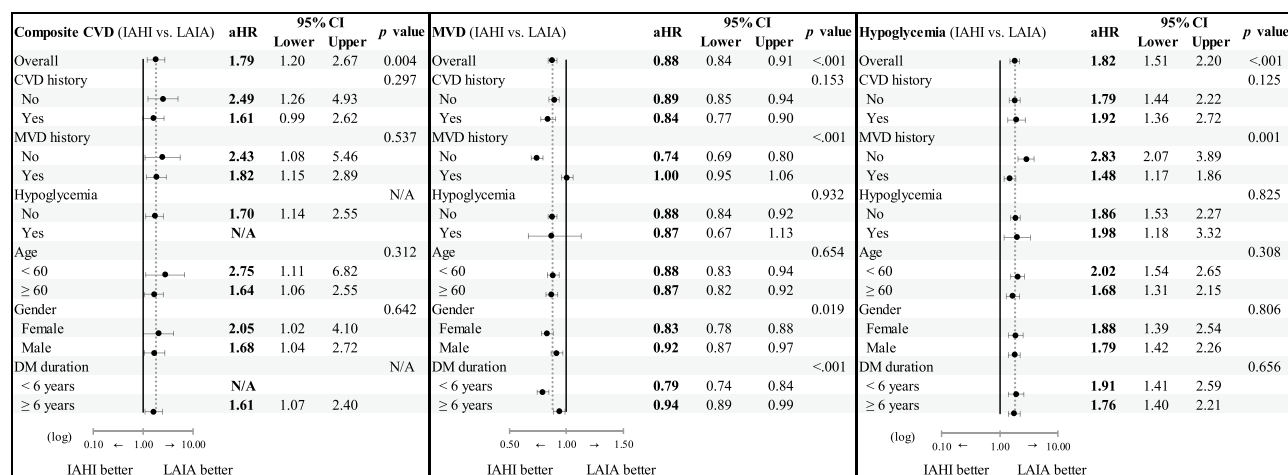 Composite CVD (IAHI vs. LAIA) aHR 95% CI Lower Upper p value
Overall 1.79 1.20 2.67 0.004
CVD history 0.297
No 2.49 1.26 4.93
Yes 1.61 0.99 2.62
MVD history 0.537
No 2.43 1.08 5.46
Yes 1.82 1.15 2.89
Hypoglycemia N/A
No 1.70 1.14 2.55
Yes N/A
Age 0.312
< 60 2.75 1.11 6.82
≥ 60 1.64 1.06 2.55
Gender 0.642
Female 2.05 1.02 4.10
Male 1.68 1.04 2.72
DM duration N/A
< 6 years N/A
≥ 6 years 1.61 1.07 2.40
(log)
0.10 ← 1.00 → 10.00
IAHI better LAIA better
MVD (IAHI vs. LAIA) aHR 95% CI Lower Upper p value
Overall 0.88 0.84 0.91 <.001
CVD history 0.153
No 0.89 0.85 0.94
Yes 0.84 0.77 0.90
MVD history <.001
No 0.74 0.69 0.80
Yes 1.00 0.95 1.06
Hypoglycemia 0.932
No 0.88 0.84 0.92
Yes 0.87 0.67 1.13
Age 0.654
< 60 0.88 0.83 0.94
≥ 60 0.87 0.82 0.92
Gender 0.019
Female 0.83 0.78 0.88
Male 0.92 0.87 0.97
DM duration <.001
< 6 years 0.79 0.74 0.84
≥ 6 years 0.94 0.89 0.99
0.50 ← 1.00 → 1.50
IAHI better LAIA better
Hypoglycemia (IAHI vs. LAIA) aHR 95% CI Lower Upper p value
Overall 1.82 1.51 2.20 <.001
CVD history 0.125
No 1.79 1.44 2.22
Yes 1.92 1.36 2.72
MVD history 0.001
No 2.83 2.07 3.89
Yes 1.48 1.17 1.86
Hypoglycemia 0.825
No 1.86 1.53 2.27
Yes 1.98 1.18 3.32
Age 0.308
< 60 2.02 1.54 2.65
≥ 60 1.68 1.31 2.15
Gender 0.806
Female 1.88 1.39 2.54
Male 1.79 1.42 2.26
DM duration 0.656
< 6 years 1.91 1.41 2.59
≥ 6 years 1.76 1.40 2.21
(log)
0.10 ← 1.00 → 10.00
IAHI better LAIA better